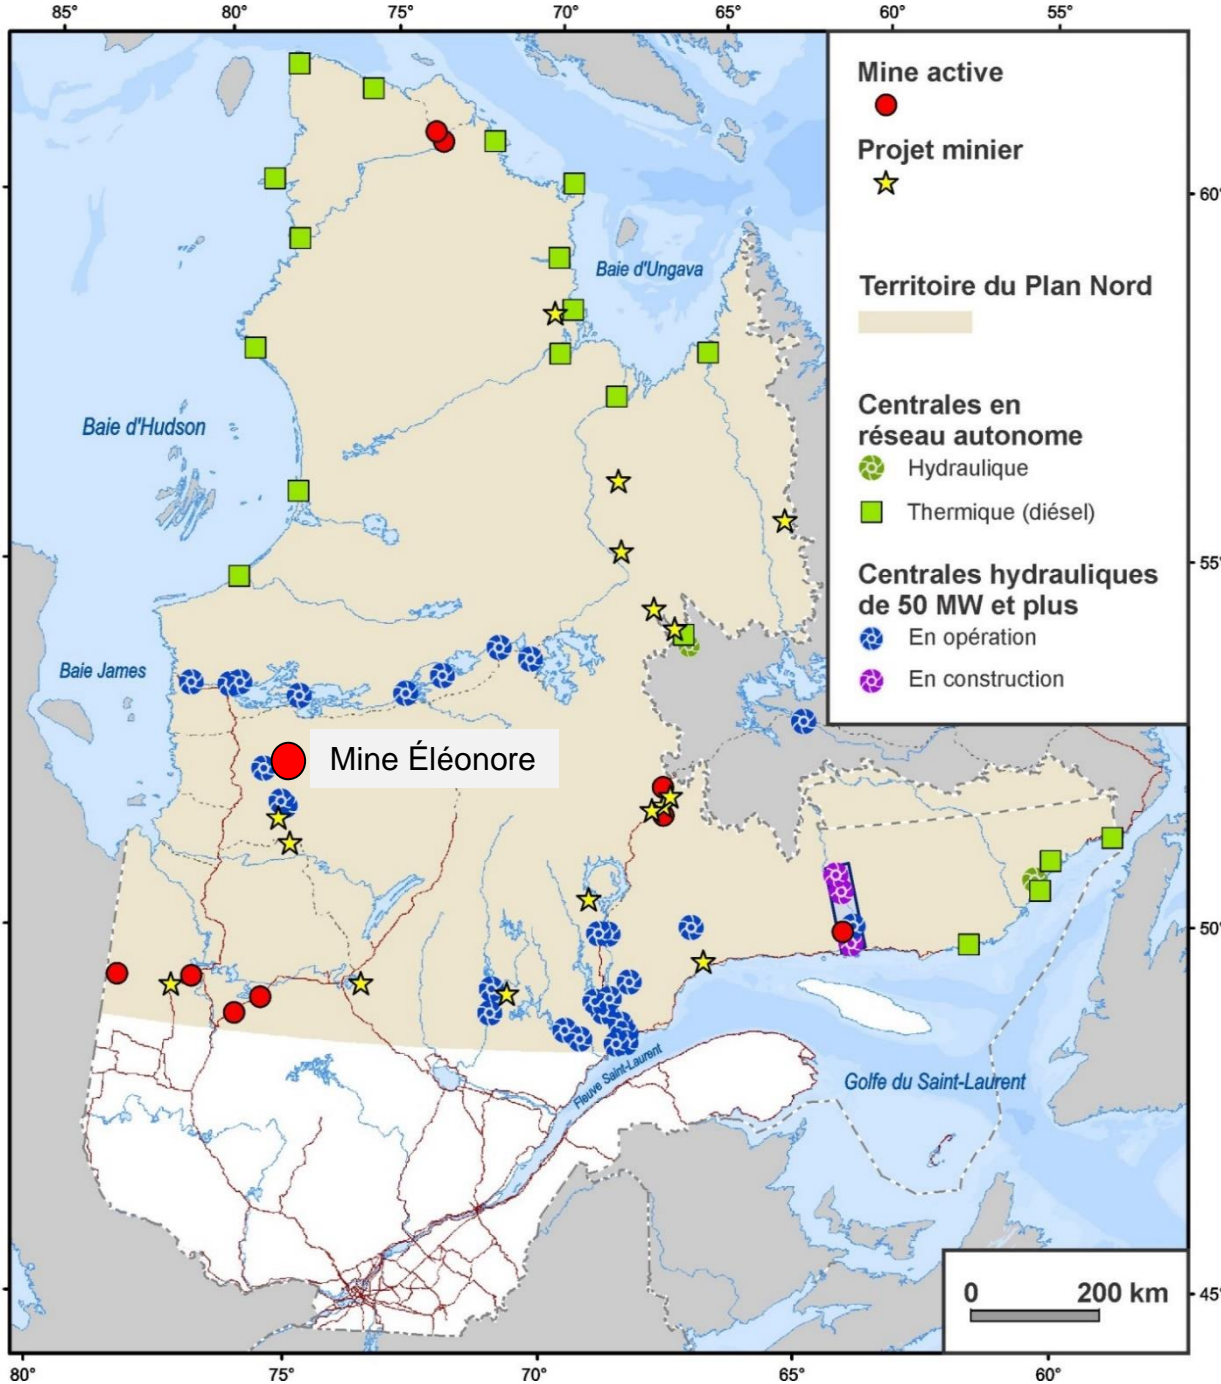 85°
80°
75°
70°
65°
60°
55°
Mine active
Projet minier
60°
Territoire du Plan Nord
Baie d'Ungava
Centrales en
réseau autonome
Hydraulique
Thermique (diésel)
Baie d'Hudson
55°
Centrales hydrauliques
de 50 MW et plus
En opération
En construction
Baie James
Mine Éléonore
50°
Fleuve Saint-Laurent
Golfe du Saint-Laurent
0
200 km
45°
80°
75°
70°
65°
60°